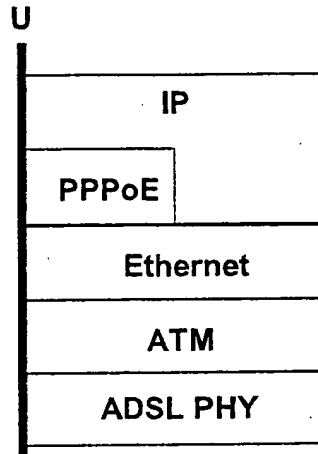 U
IP
PPPoE
Ethernet
ATM
ADSL PHY